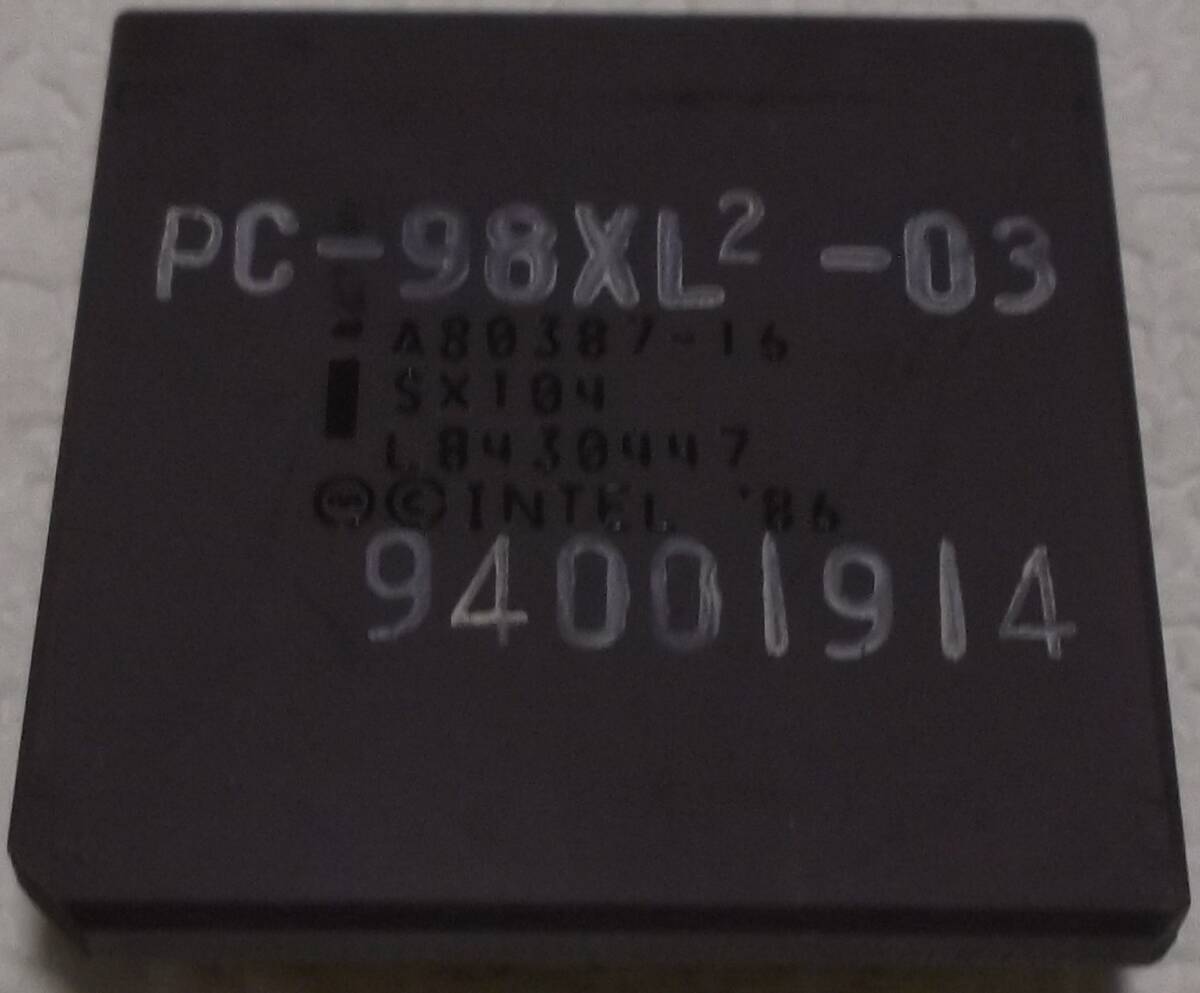 PC-98XL²-03
A80387-16
SX104
L8430447
Ⓜ © INTEL '86
94001914